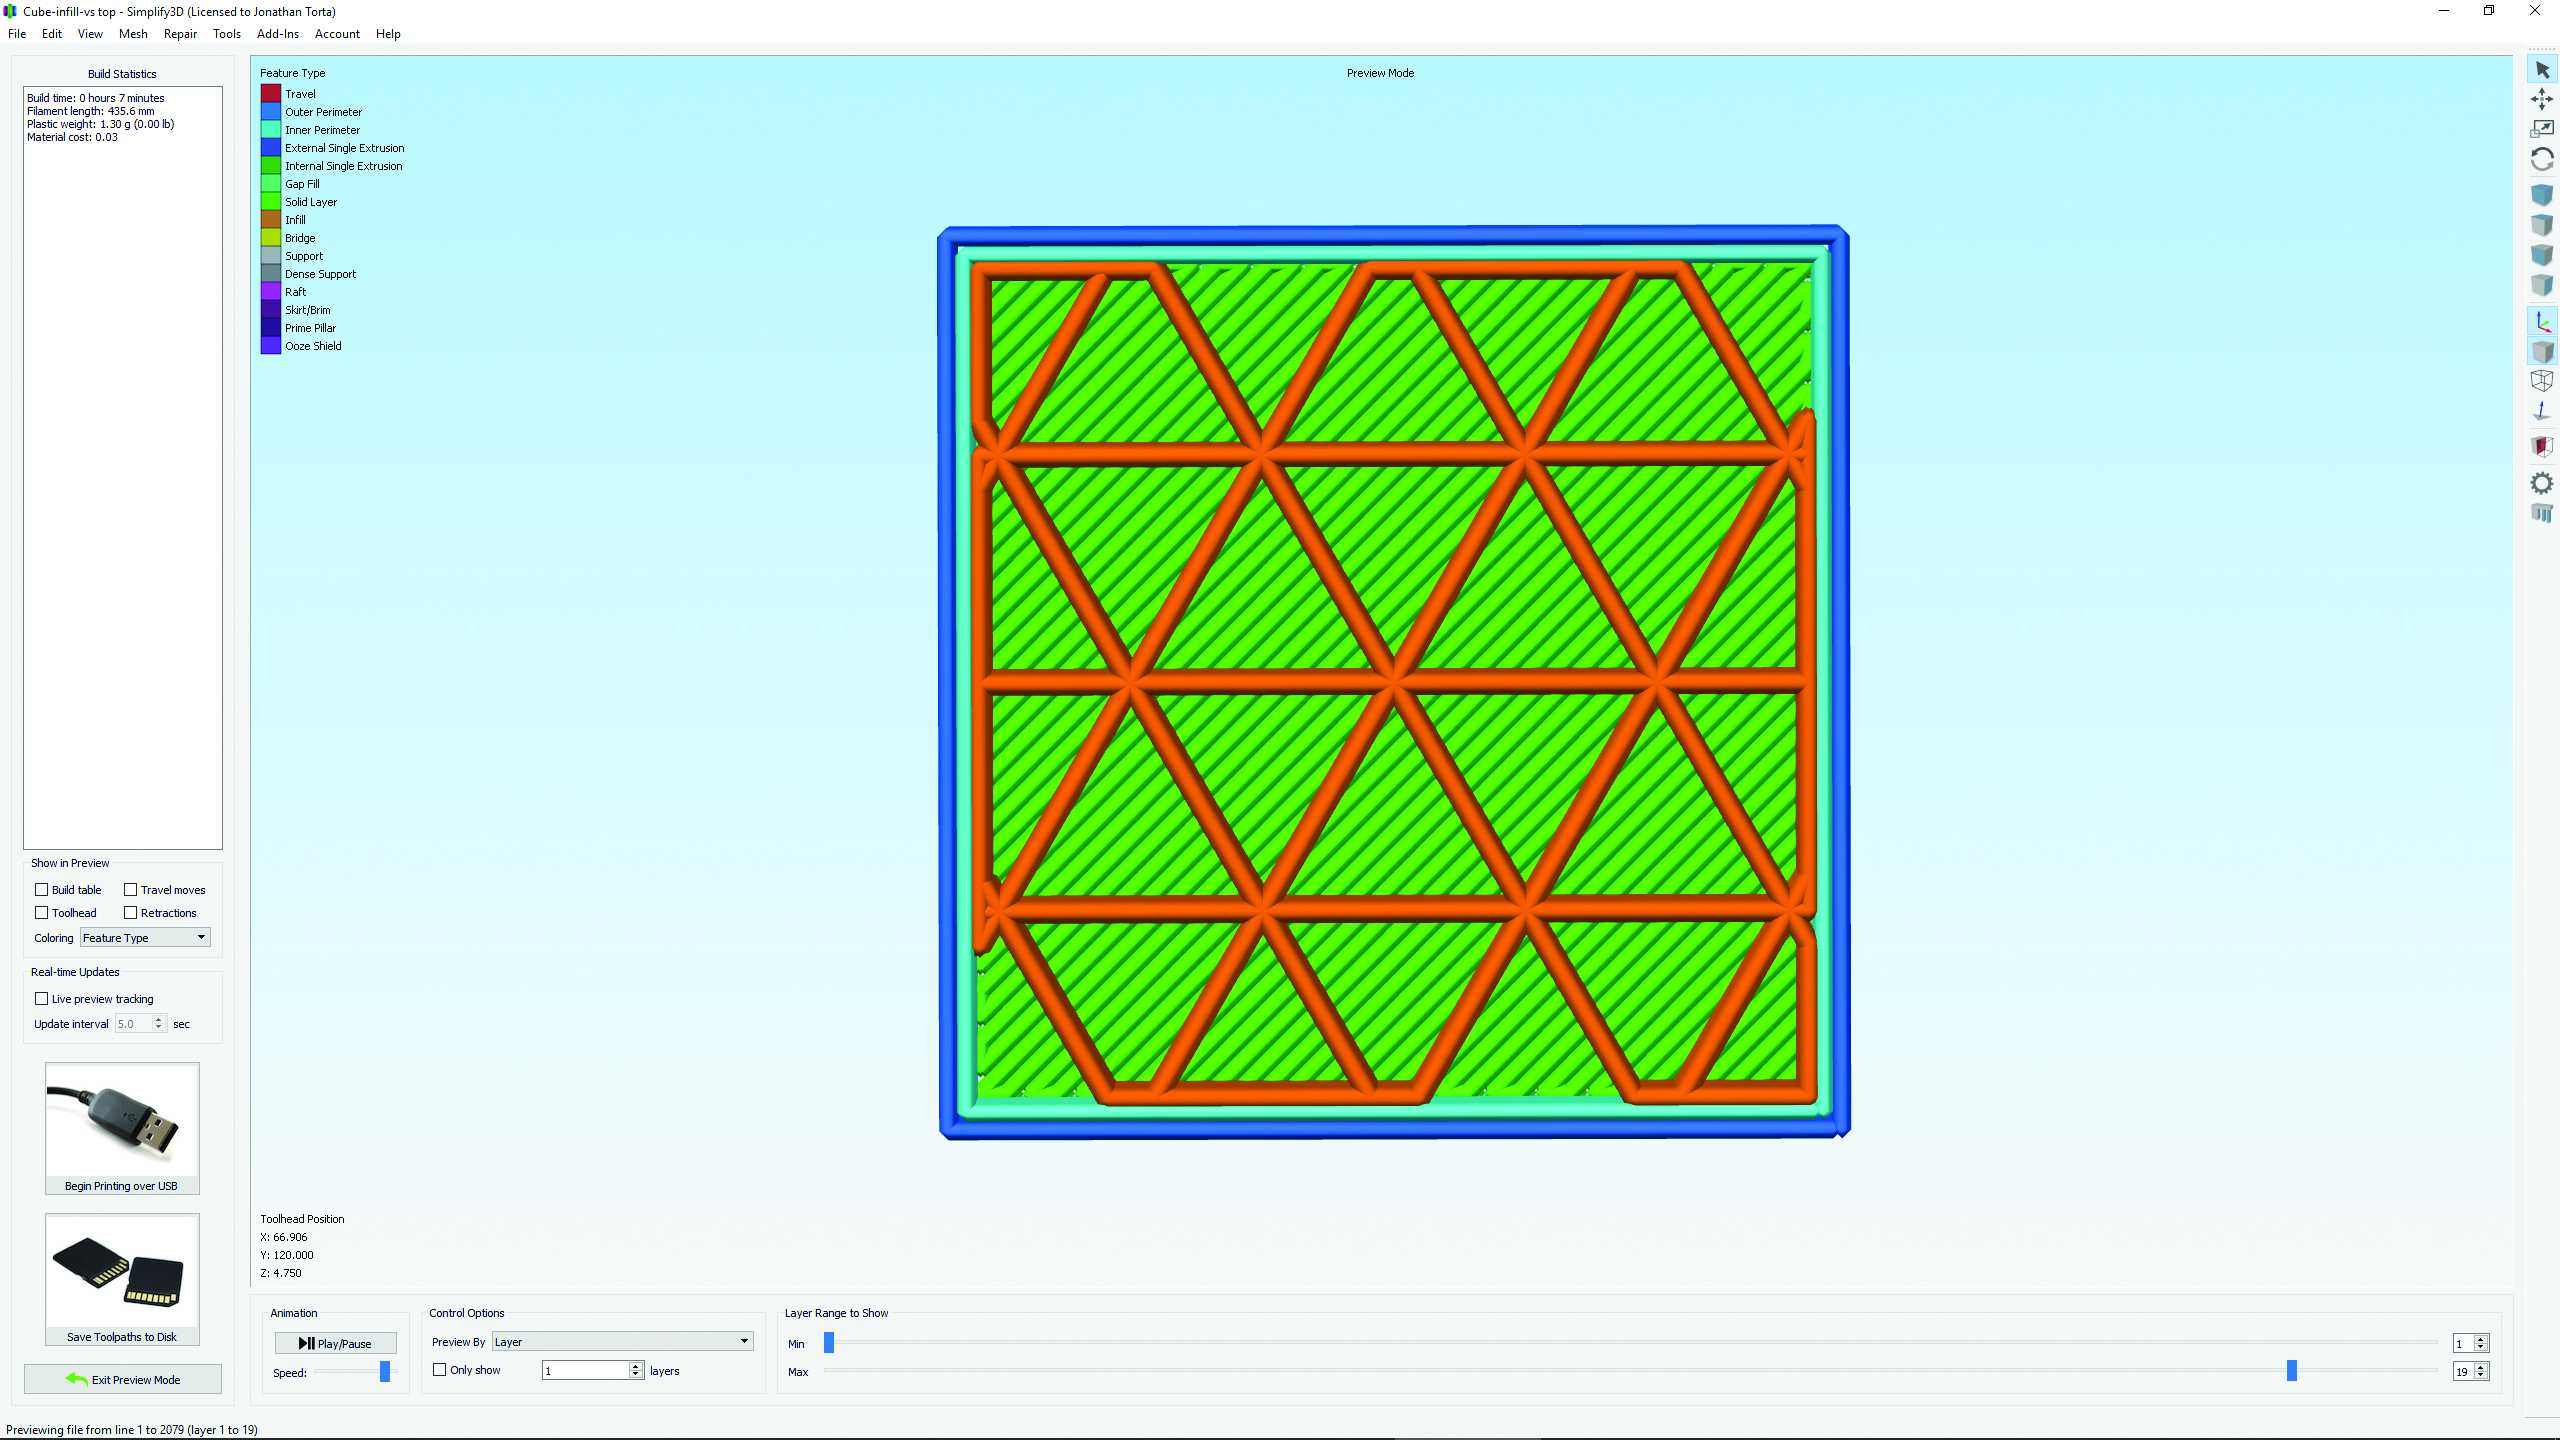 Cube-infill-vs top - Simplify3D (Licensed to Jonathan Torta)
File Edit View Mesh Repair Tools Add-Ins Account Help
Build Statistics
Build time: 0 hours 7 minutes
Filament length: 435.6 mm
Plastic weight: 1.30 g (0.00 lb)
Material cost: 0.03
Feature Type
Travel
Outer Perimeter
Inner Perimeter
External Single Extrusion
Internal Single Extrusion
Gap Fill
Solid Layer
Infill
Bridge
Support
Dense Support
Raft
Skirt/Brim
Prime Pillar
Ooze Shield
Preview Mode
Show in Preview
Build table Travel moves
Toolhead Retractions
Coloring Feature Type
Real-time Updates
Live preview tracking
Update interval 5.0 sec
Begin Printing over USB
Save Toolpaths to Disk
Exit Preview Mode
Toolhead Position
X: 66.906
Y: 120.000
Z: 4.750
Animation
Play/Pause
Speed:
Control Options
Preview By Layer
Only show 1 layers
Layer Range to Show
Min 1
Max 19
Previewing file from line 1 to 2079 (layer 1 to 19)